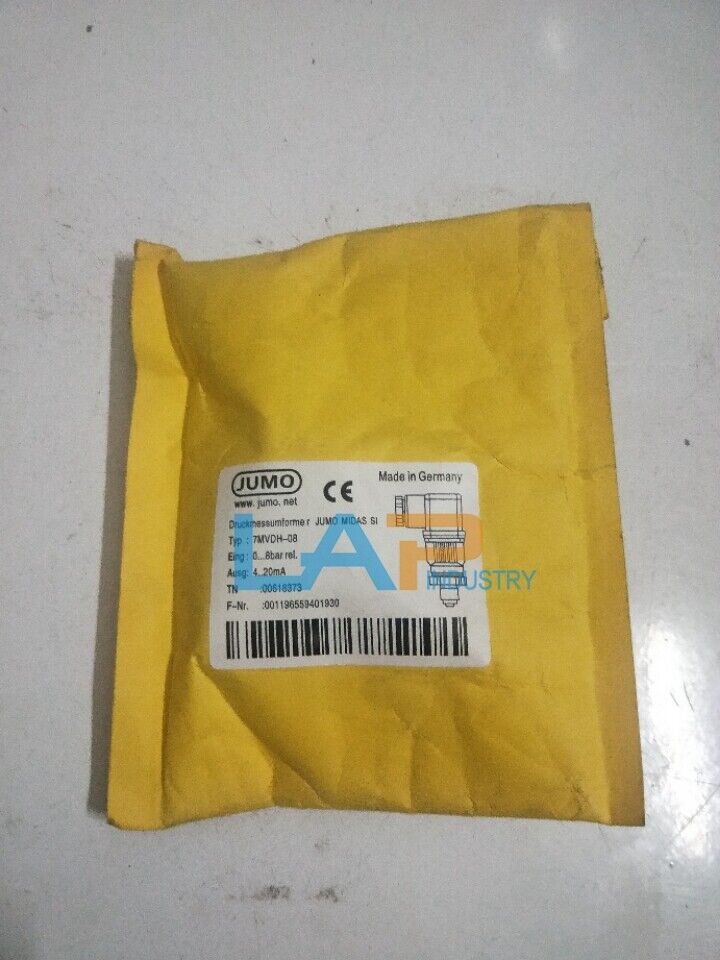 JUMO
www. jumo. net
CE
Made in Germany
Druckmessumformer JUMO MIDAS SI
Typ : 7MVDH-08
Eing : 0...8bar rel.
Ausg: 4..20mA
TN :00618373
F-Nr. :001196559401930
LAP
INDUSTRY